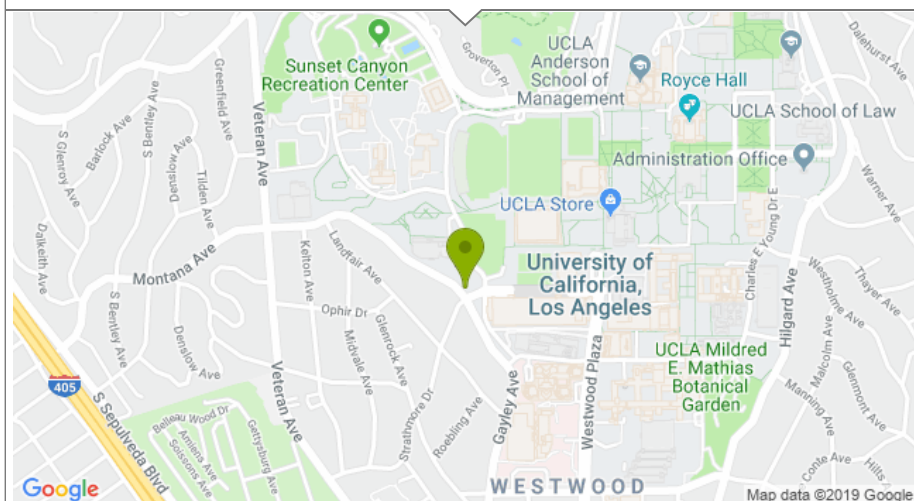 UCLA
Anderson
School of
Management
Sunset Canyon
Recreation Center
Groverton Pl
Royce Hall
UCLA School of Law
Dalehurst Ave
Greenfield Ave
S Bentley Ave
Barlock Ave
S Glenroy Ave
Veteran Ave
Denslow Ave
Tilden Ave
Administration Office
UCLA Store
Warner Ave
Dalkeith Ave
Montana Ave
Kelton Ave
Landfair Ave
University of
California,
Los Angeles
Charles E Young Dr E
Hilgard Ave
Westholme Ave
Thayer Ave
S Bentley Ave
Ophir Dr
Glenrock Ave
Midvale Ave
Denslow Ave
Malcolm Ave
Glenmont Ave
UCLA Mildred
E. Mathias
Botanical
Garden
Westwood Plaza
Manning Ave
405
Veteran Ave
Strathmore Dr
Roebling Ave
Gayley Ave
S Sepulveda Blvd
Belleau Wood Dr
Amiens Ave
Soissons Ave
Gettysburg Ave
Comte Ave
Hilts A
WESTWOOD
Google
Map data ©2019 Google